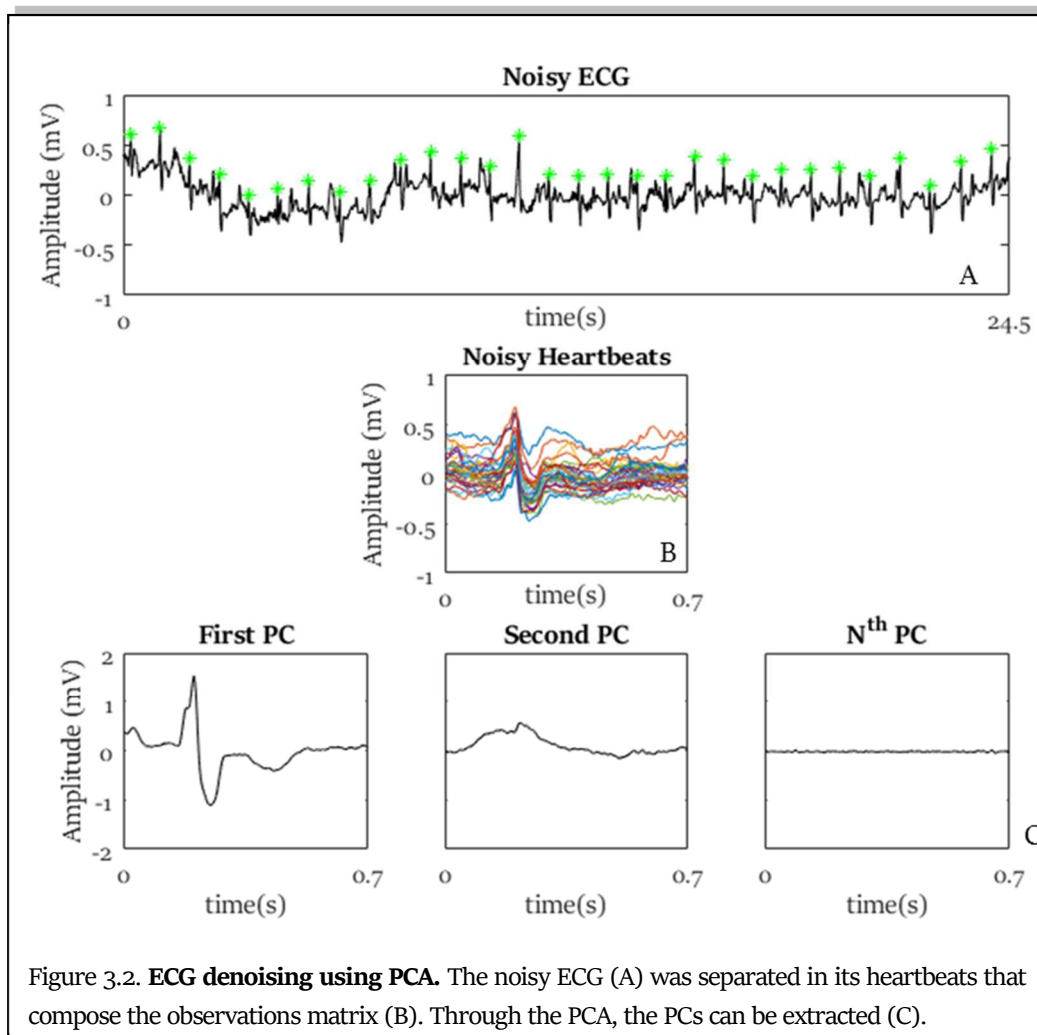 Noisy ECG
Amplitude (mV)
1
0.5
0
-0.5
-1
A
0
time(s)
24.5
Noisy Heartbeats
Amplitude (mV)
1
0.5
0
-0.5
-1
B
0
time(s)
0.7
First PC
Second PC
Nth PC
Amplitude (mV)
2
1
0
-1
-2
C
0
0.7
0
0.7
0
0.7
time(s)
time(s)
time(s)
Figure 3.2. ECG denoising using PCA. The noisy ECG (A) was separated in its heartbeats that
compose the observations matrix (B). Through the PCA, the PCs can be extracted (C).